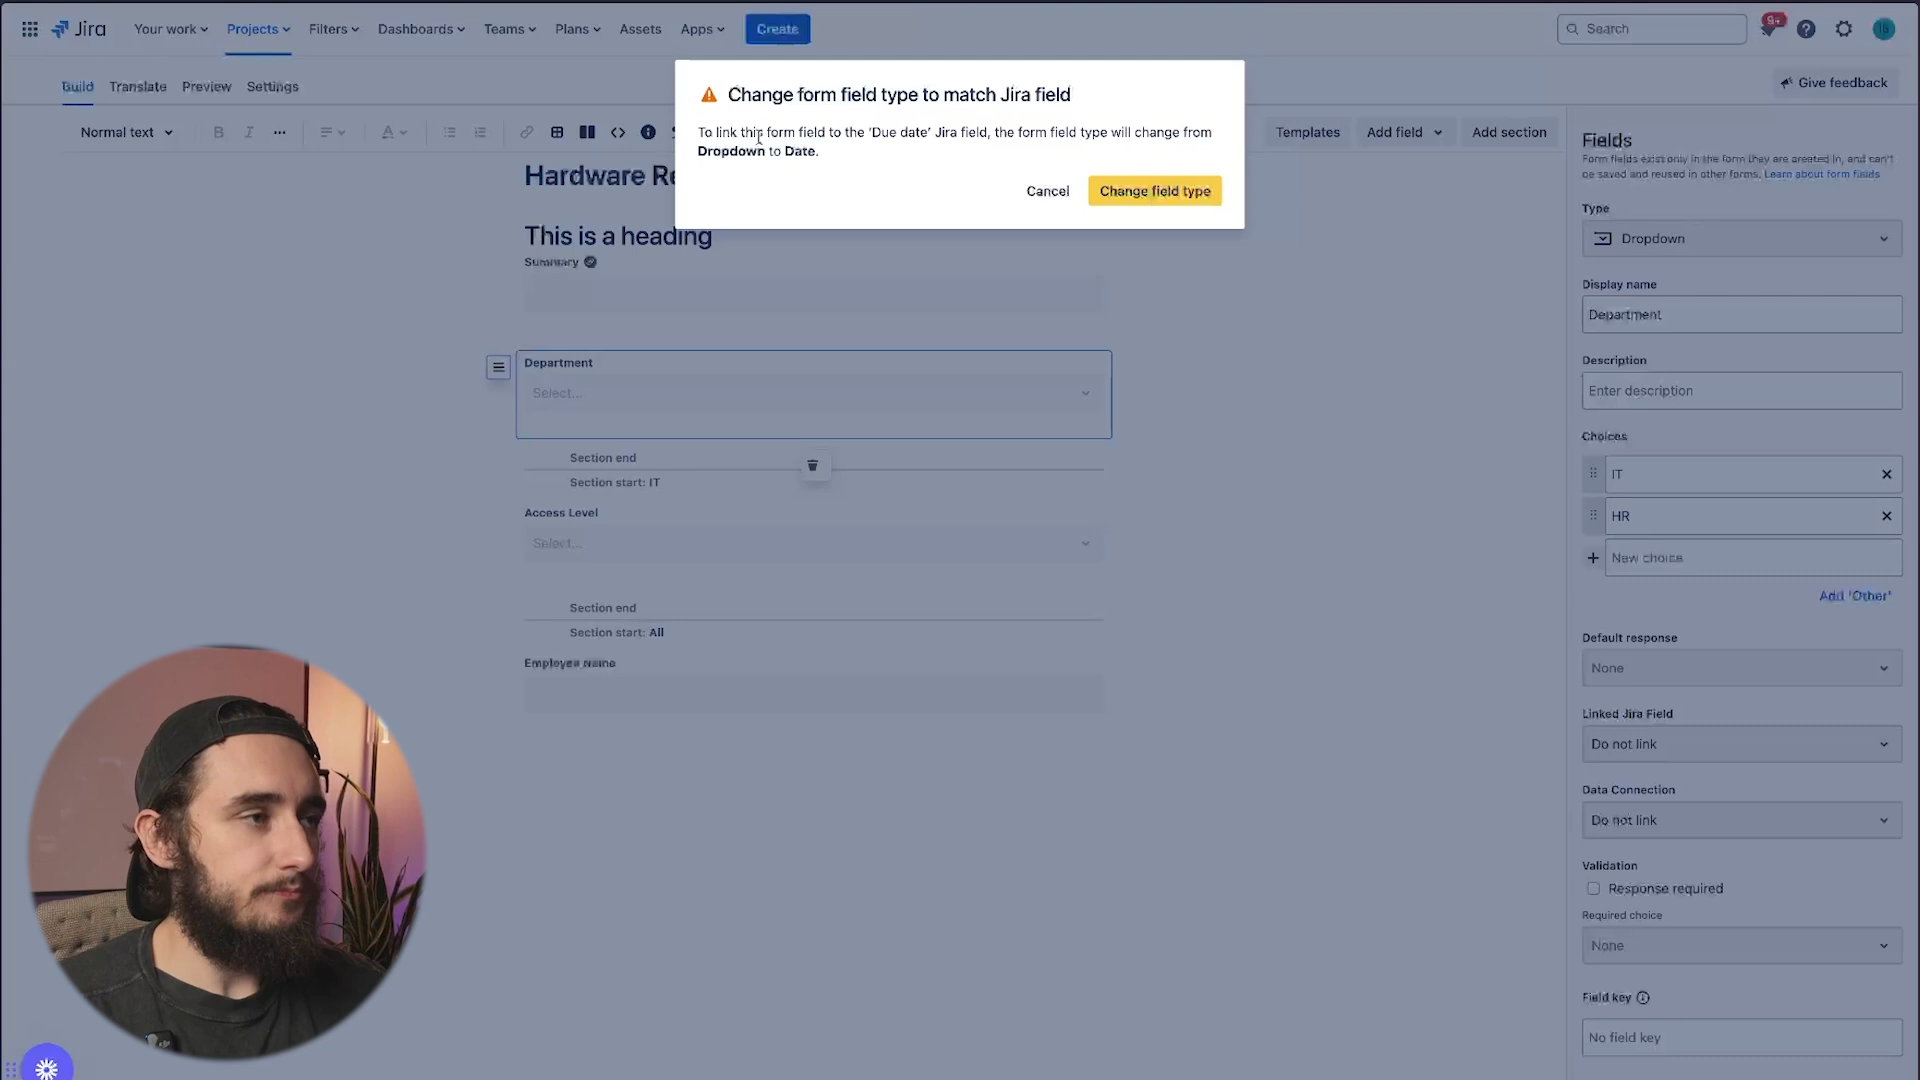 Jira
Your work
Projects
Filters
Dashboards
Teams
Plans
Assets
Apps
Create
Search
9+
Build
Translate
Preview
Settings
Give feedback
Normal text
B
I
A
Templates
Add field
Add section
Change form field type to match Jira field
To link this form field to the 'Due date' Jira field, the form field type will change from
Dropdown to Date.
Cancel
Change field type
This is a heading
Summary
Department
Select...
Section end
Section start: IT
Access Level
Select...
Section end
Section start: All
Employee name
Fields
Form fields exist only in the form they are created in, and can't
be saved and reused in other forms. Learn about form fields
Type
Dropdown
Display name
Department
Description
Enter description
Choices
IT
HR
New choice
Add 'Other'
Default response
None
Linked Jira Field
Do not link
Data Connection
Do not link
Validation
Response required
Required choice
None
Field key
No field key
Hardware